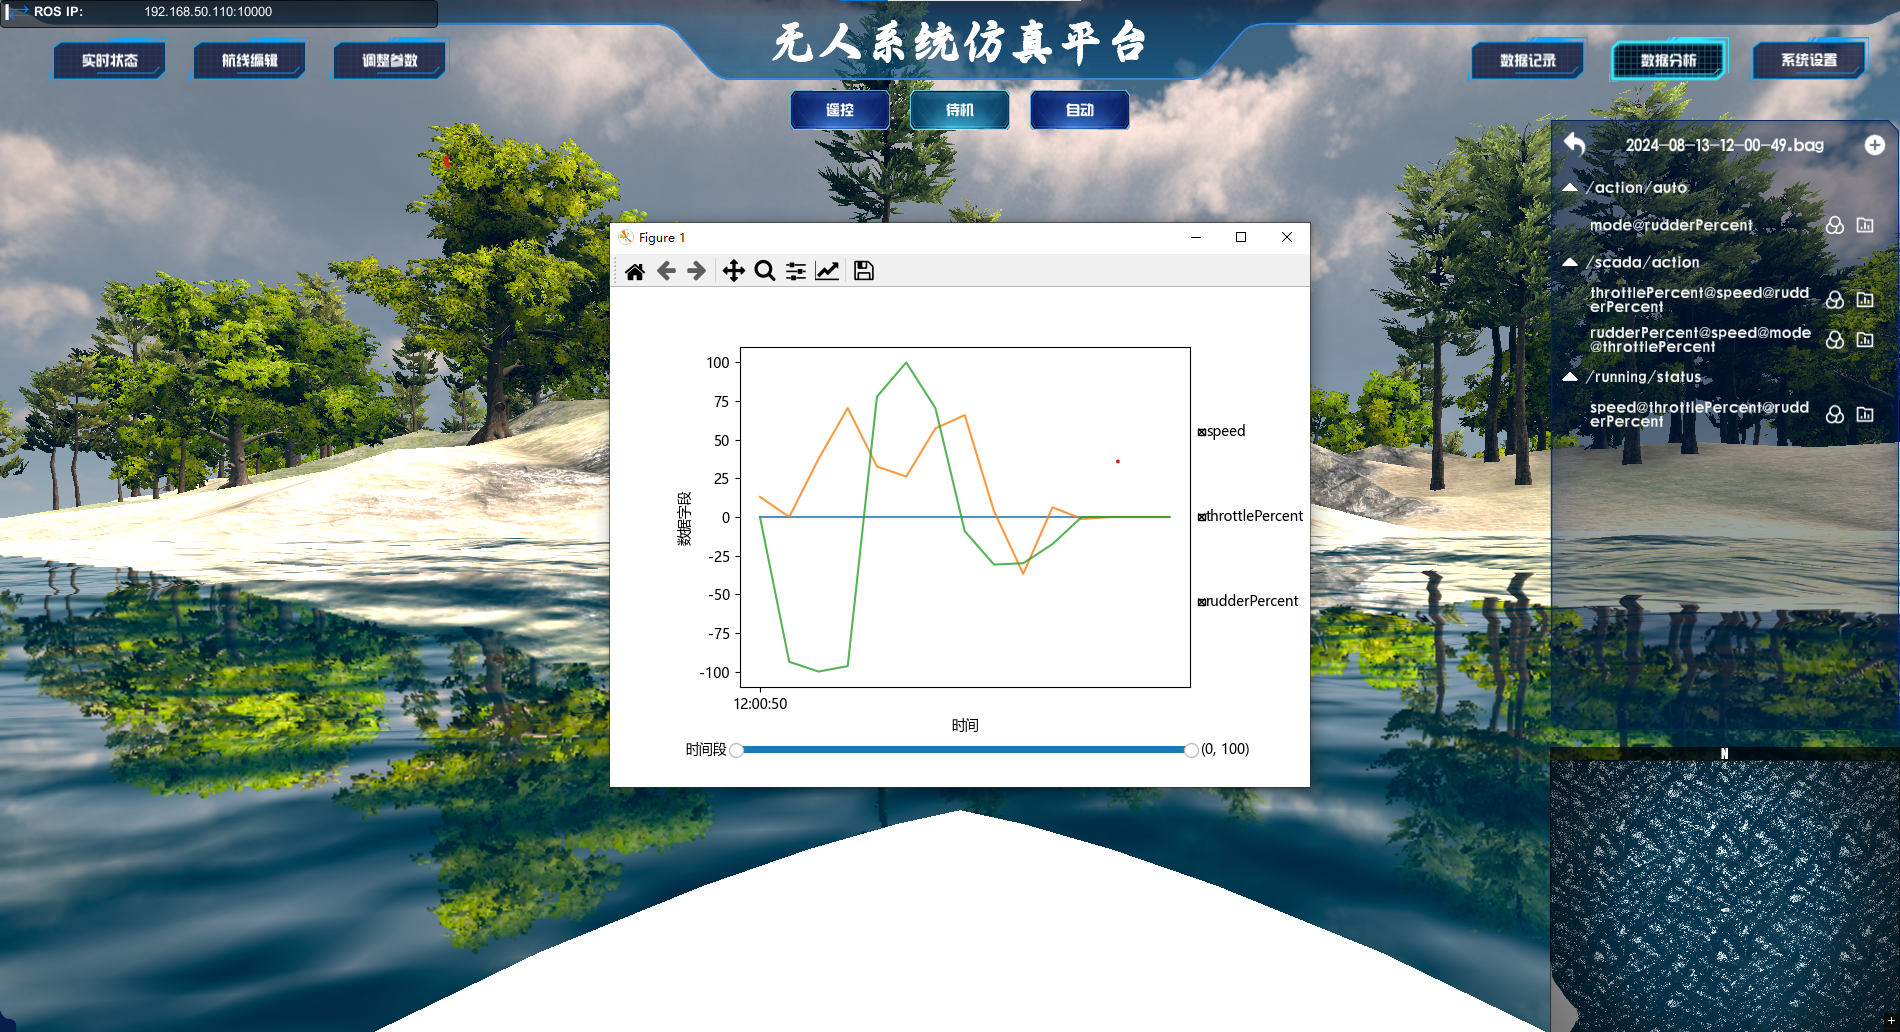 ROS IP: 192.168.50.110:10000
无人系统仿真平台
实时状态 航线编辑 调整参数
数据记录 数据分析 系统设置
遥控 待机 自动
2024-08-13-12-00-49.bag
/action/auto
mode@rudderPercent
/scada/action
throttlePercent@speed@rudd
erPercent
rudderPercent@speed@mode
@throttlePercent
/running/status
speed@throttlePercent@rudd
erPercent
Figure 1
100
75
50
25
0
-25
-50
-75
-100
数据字段
12:00:50
时间
speed
throttlePercent
rudderPercent
时间段 (0, 100)
N